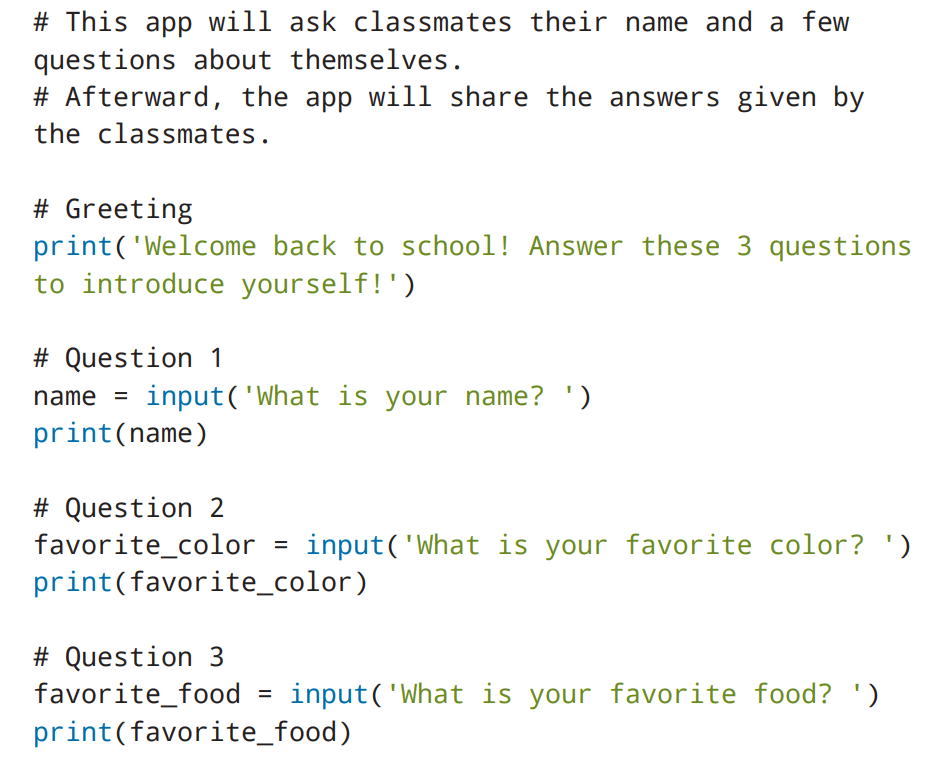 # This app will ask classmates their name and a few
questions about themselves.
# Afterward, the app will share the answers given by
the classmates.
# Greeting
print('Welcome back to school! Answer these 3 questions
to introduce yourself!')
# Question 1
name = input('What is your name? ')
print(name)
# Question 2
favorite_color = input('What is your favorite color? ')
print(favorite_color)
# Question 3
favorite_food = input('What is your favorite food? ')
print(favorite_food)